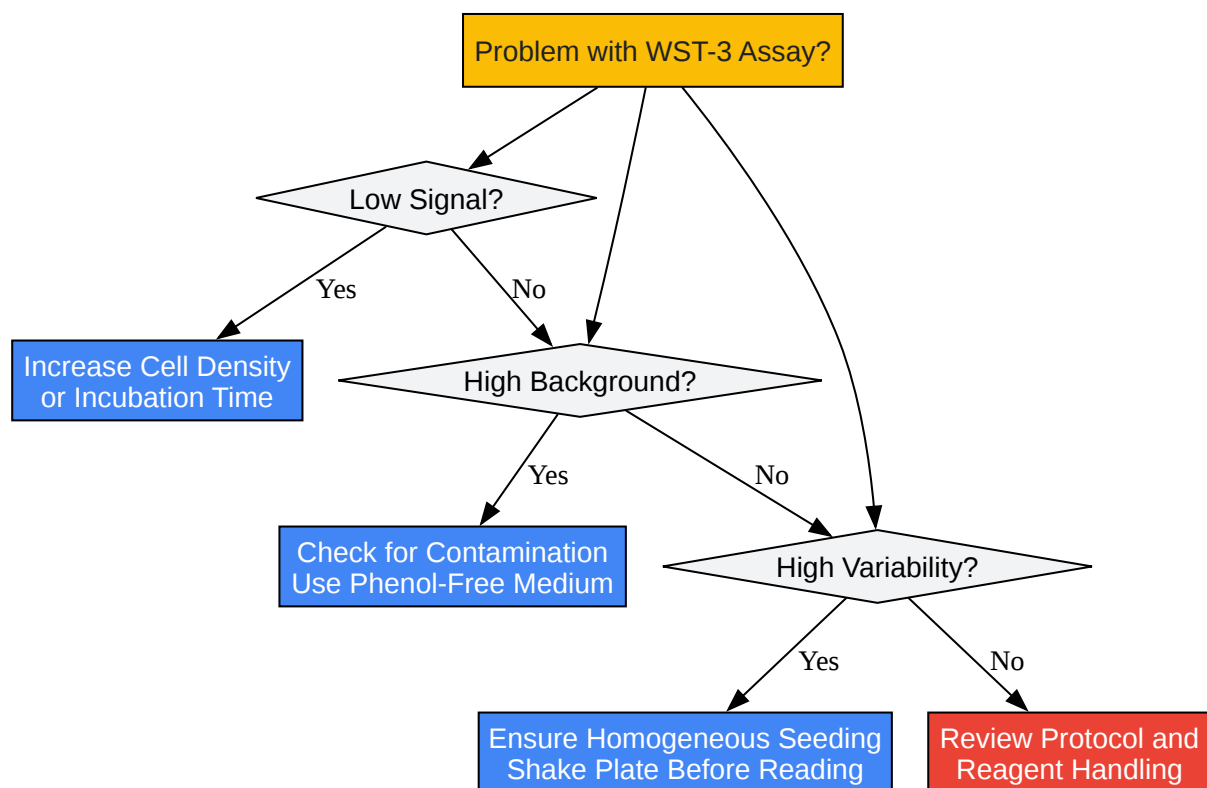 Problem with WST-3 Assay?
Low Signal?
Yes
No
Increase Cell Density
or Incubation Time
High Background?
Yes
No
Check for Contamination
Use Phenol-Free Medium
High Variability?
Yes
No
Ensure Homogeneous Seeding
Shake Plate Before Reading
Review Protocol and
Reagent Handling